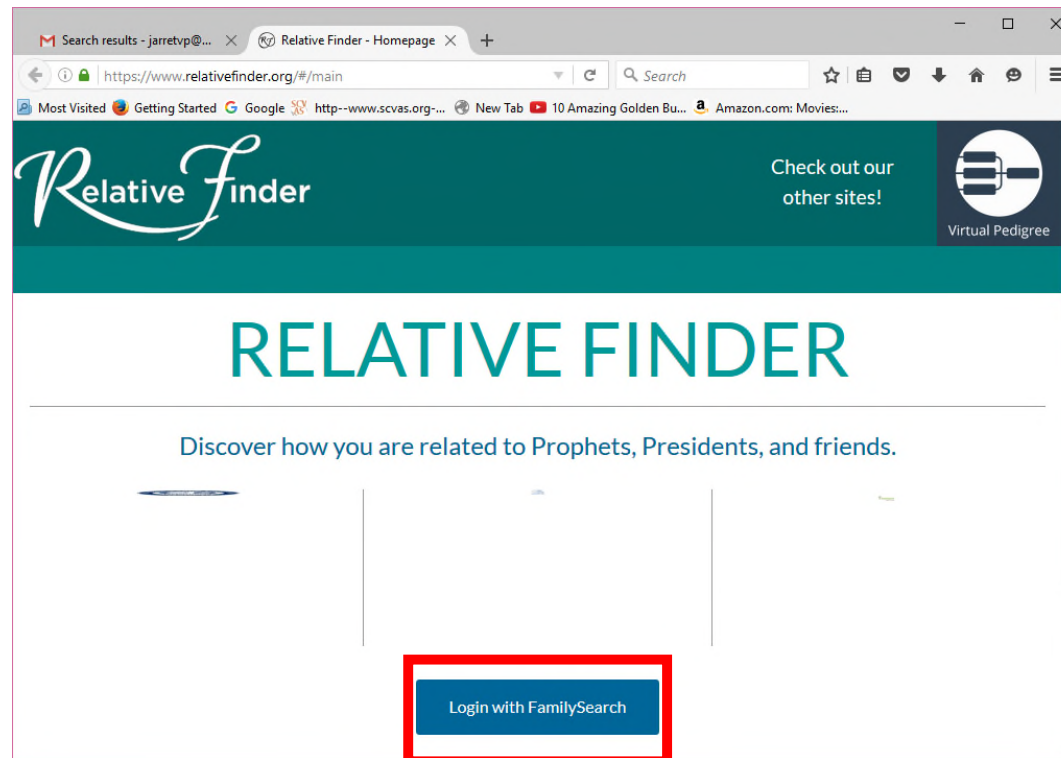 Search results - jarretvp@...
Relative Finder - Homepage
https://www.relativefinder.org/#/main
Search
Most Visited Getting Started Google http--www.scvas.org-... New Tab 10 Amazing Golden Bu... Amazon.com: Movies:...
Relative Finder
Check out our
other sites!
Virtual Pedigree
RELATIVE FINDER
Discover how you are related to Prophets, Presidents, and friends.
Login with FamilySearch